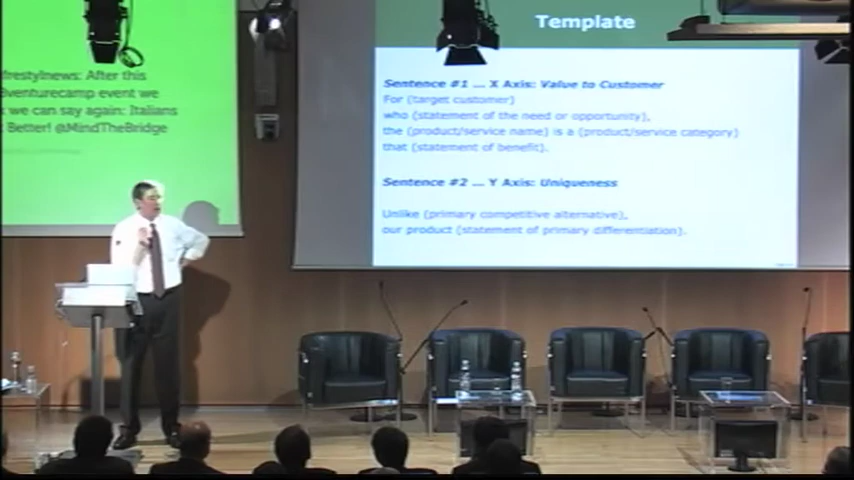 frestylnews: After this
venturecamp event we
we can say again: Italians
Better! @MindTheBridge
Template
Sentence #1 ... X Axis: Value to Customer
For (target customer)
who (statement of the need or opportunity),
the (product/service name) is a (product/service category)
that (statement of benefit).
Sentence #2 ... Y Axis: Uniqueness
Unlike (primary competitive alternative),
our product (statement of primary differentiation).